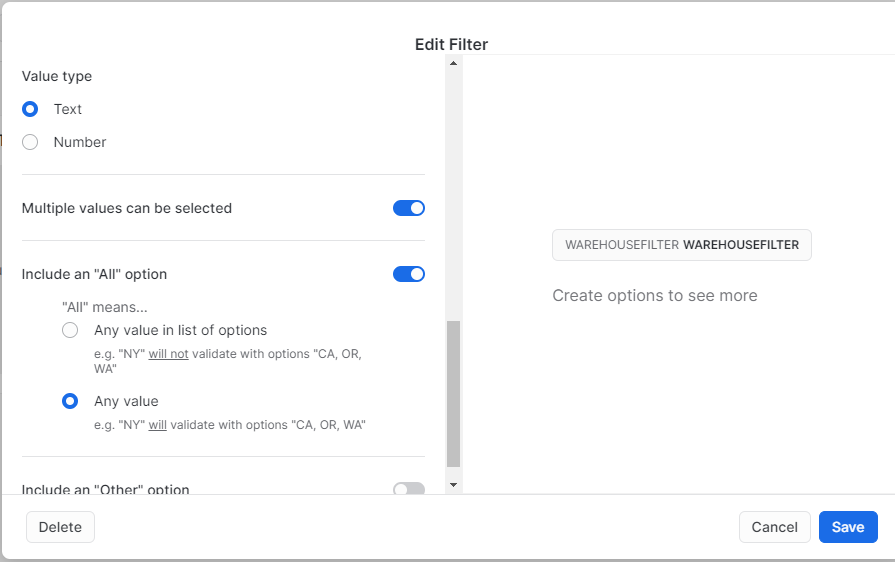 Edit Filter
Value type
Text
Number
Multiple values can be selected
Include an "All" option
"All" means...
Any value in list of options
e.g. "NY" will not validate with options "CA, OR,
WA"
Any value
e.g. "NY" will validate with options "CA, OR, WA"
Include an "Other" option
WAREHOUSEFILTER WAREHOUSEFILTER
Create options to see more
Delete
Cancel
Save